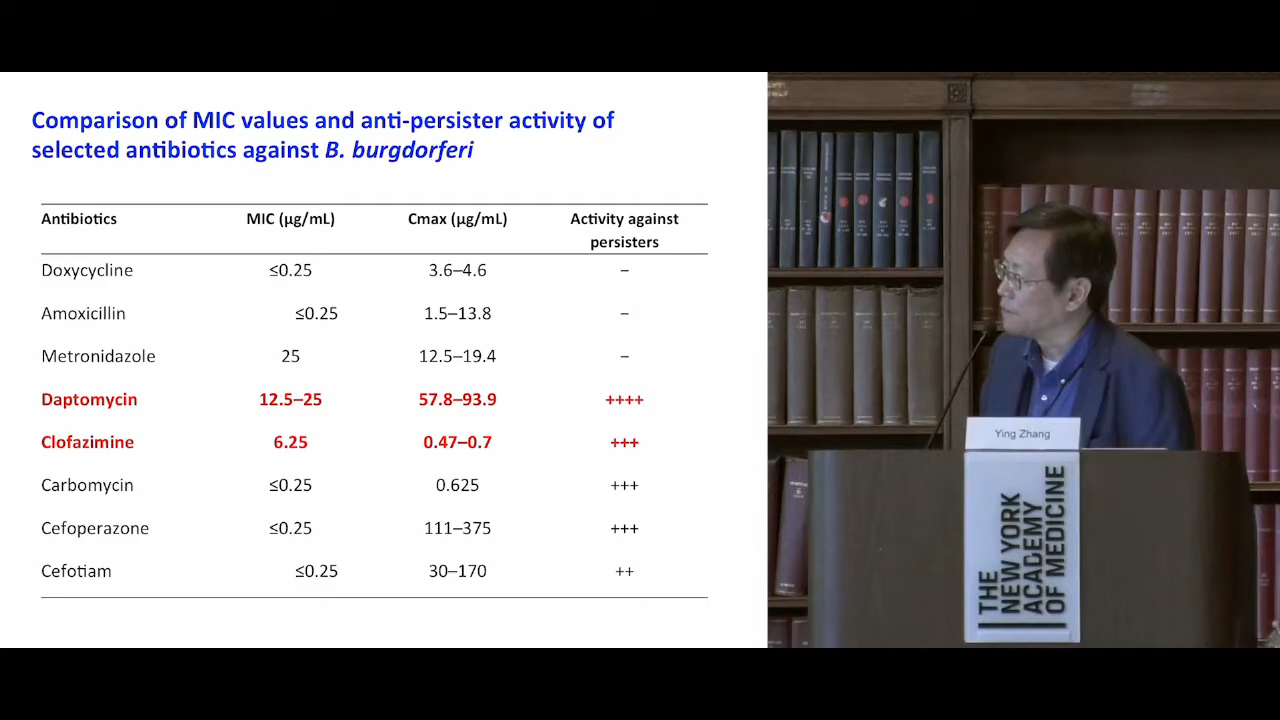 Comparison of MIC values and anti-persister activity of
selected antibiotics against B. burgdorferi
Antibiotics MIC (µg/mL) Cmax (µg/mL) Activity against
persisters
Doxycycline ≤0.25 3.6–4.6 –
Amoxicillin ≤0.25 1.5–13.8 –
Metronidazole 25 12.5–19.4 –
Daptomycin 12.5–25 57.8–93.9 ++++
Clofazimine 6.25 0.47–0.7 +++
Carbomycin ≤0.25 0.625 +++
Cefoperazone ≤0.25 111–375 +++
Cefotiam ≤0.25 30–170 ++
Ying Zhang
THE
NEW YORK
ACADEMY
OF MEDICINE